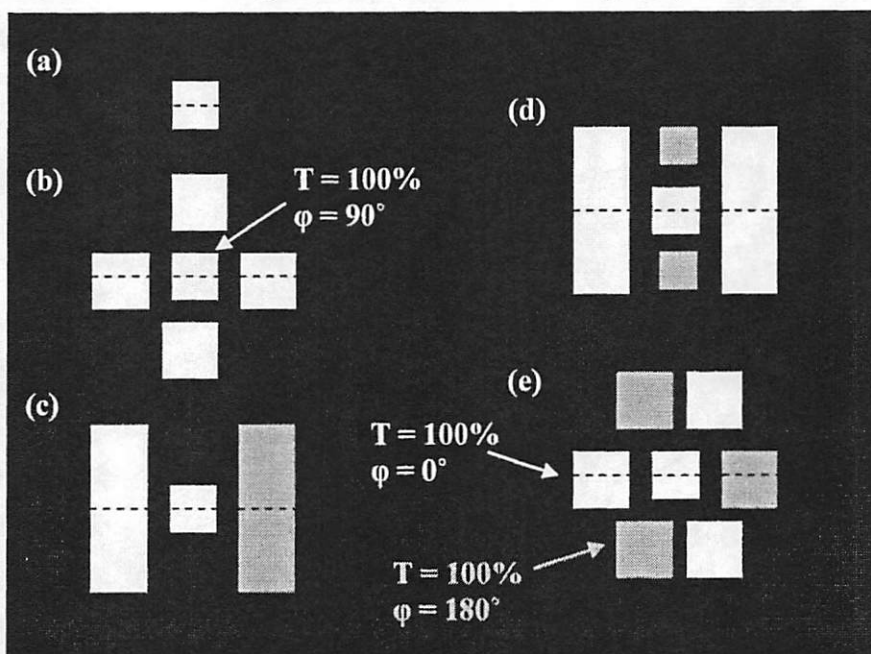 (a)
(b)
T = 100%
φ = 90°
(c)
(d)
(e)
T = 100%
φ = 0°
T = 100%
φ = 180°